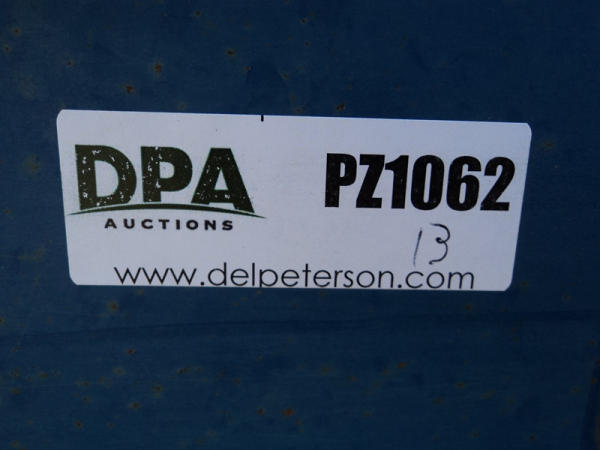 DPA
AUCTIONS
PZ1062
13
www.delpeterson.com